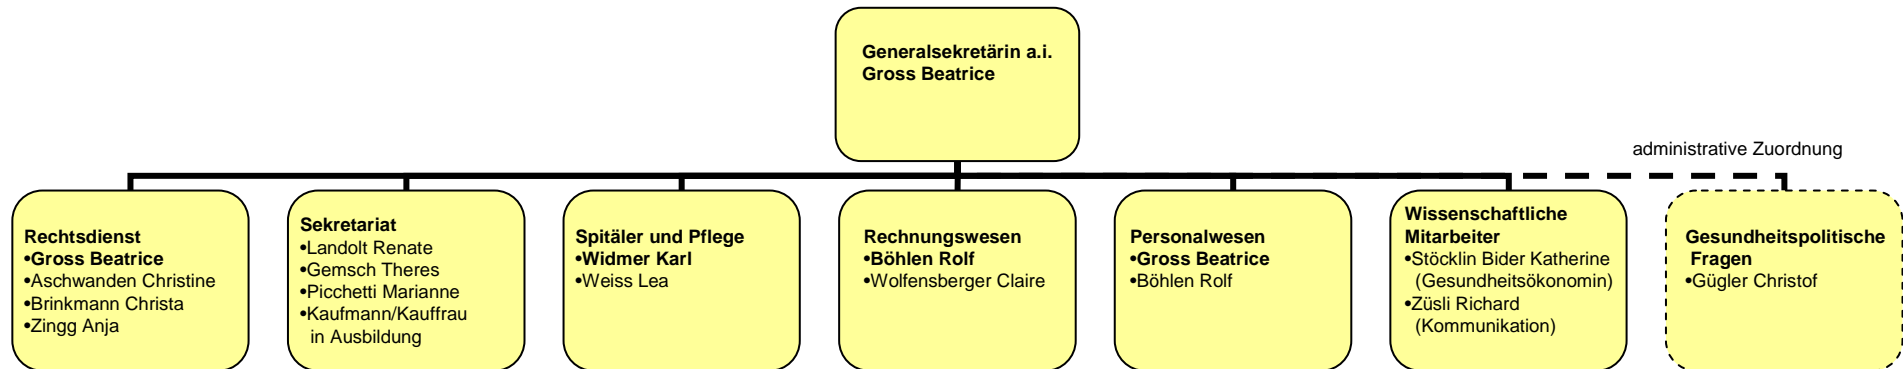 Generalsekretärin a.i.
Gross Beatrice
administrative Zuordnung
Rechtsdienst
•Gross Beatrice
•Aschwanden Christine
•Brinkmann Christa
•Zingg Anja
Sekretariat
•Landolt Renate
•Gemsch Theres
•Picchetti Marianne
•Kaufmann/Kauffrau
in Ausbildung
Spitäler und Pflege
•Widmer Karl
•Weiss Lea
Rechnungswesen
•Böhlen Rolf
•Wolfensberger Claire
Personalwesen
•Gross Beatrice
•Böhlen Rolf
Wissenschaftliche
Mitarbeiter
•Stöcklin Bider Katherine
(Gesundheitsökonomin)
•Züsli Richard
(Kommunikation)
Gesundheitspolitische
Fragen
•Gügler Christof